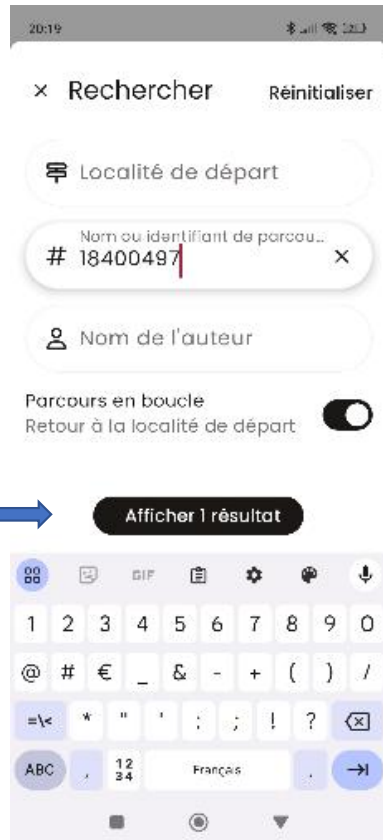 20:19
× Rechercher Réinitialiser
Localité de départ
Nom ou identifiant de parcou...
# 18400497 ×
Nom de l'auteur
Parcours en boucle
Retour à la localité de départ
Afficher 1 résultat
GIF
1 2 3 4 5 6 7 8 9 0
@ # € _ & - + ( ) /
=\< * " ' : ; ! ? 
ABC , 12 34 Français .